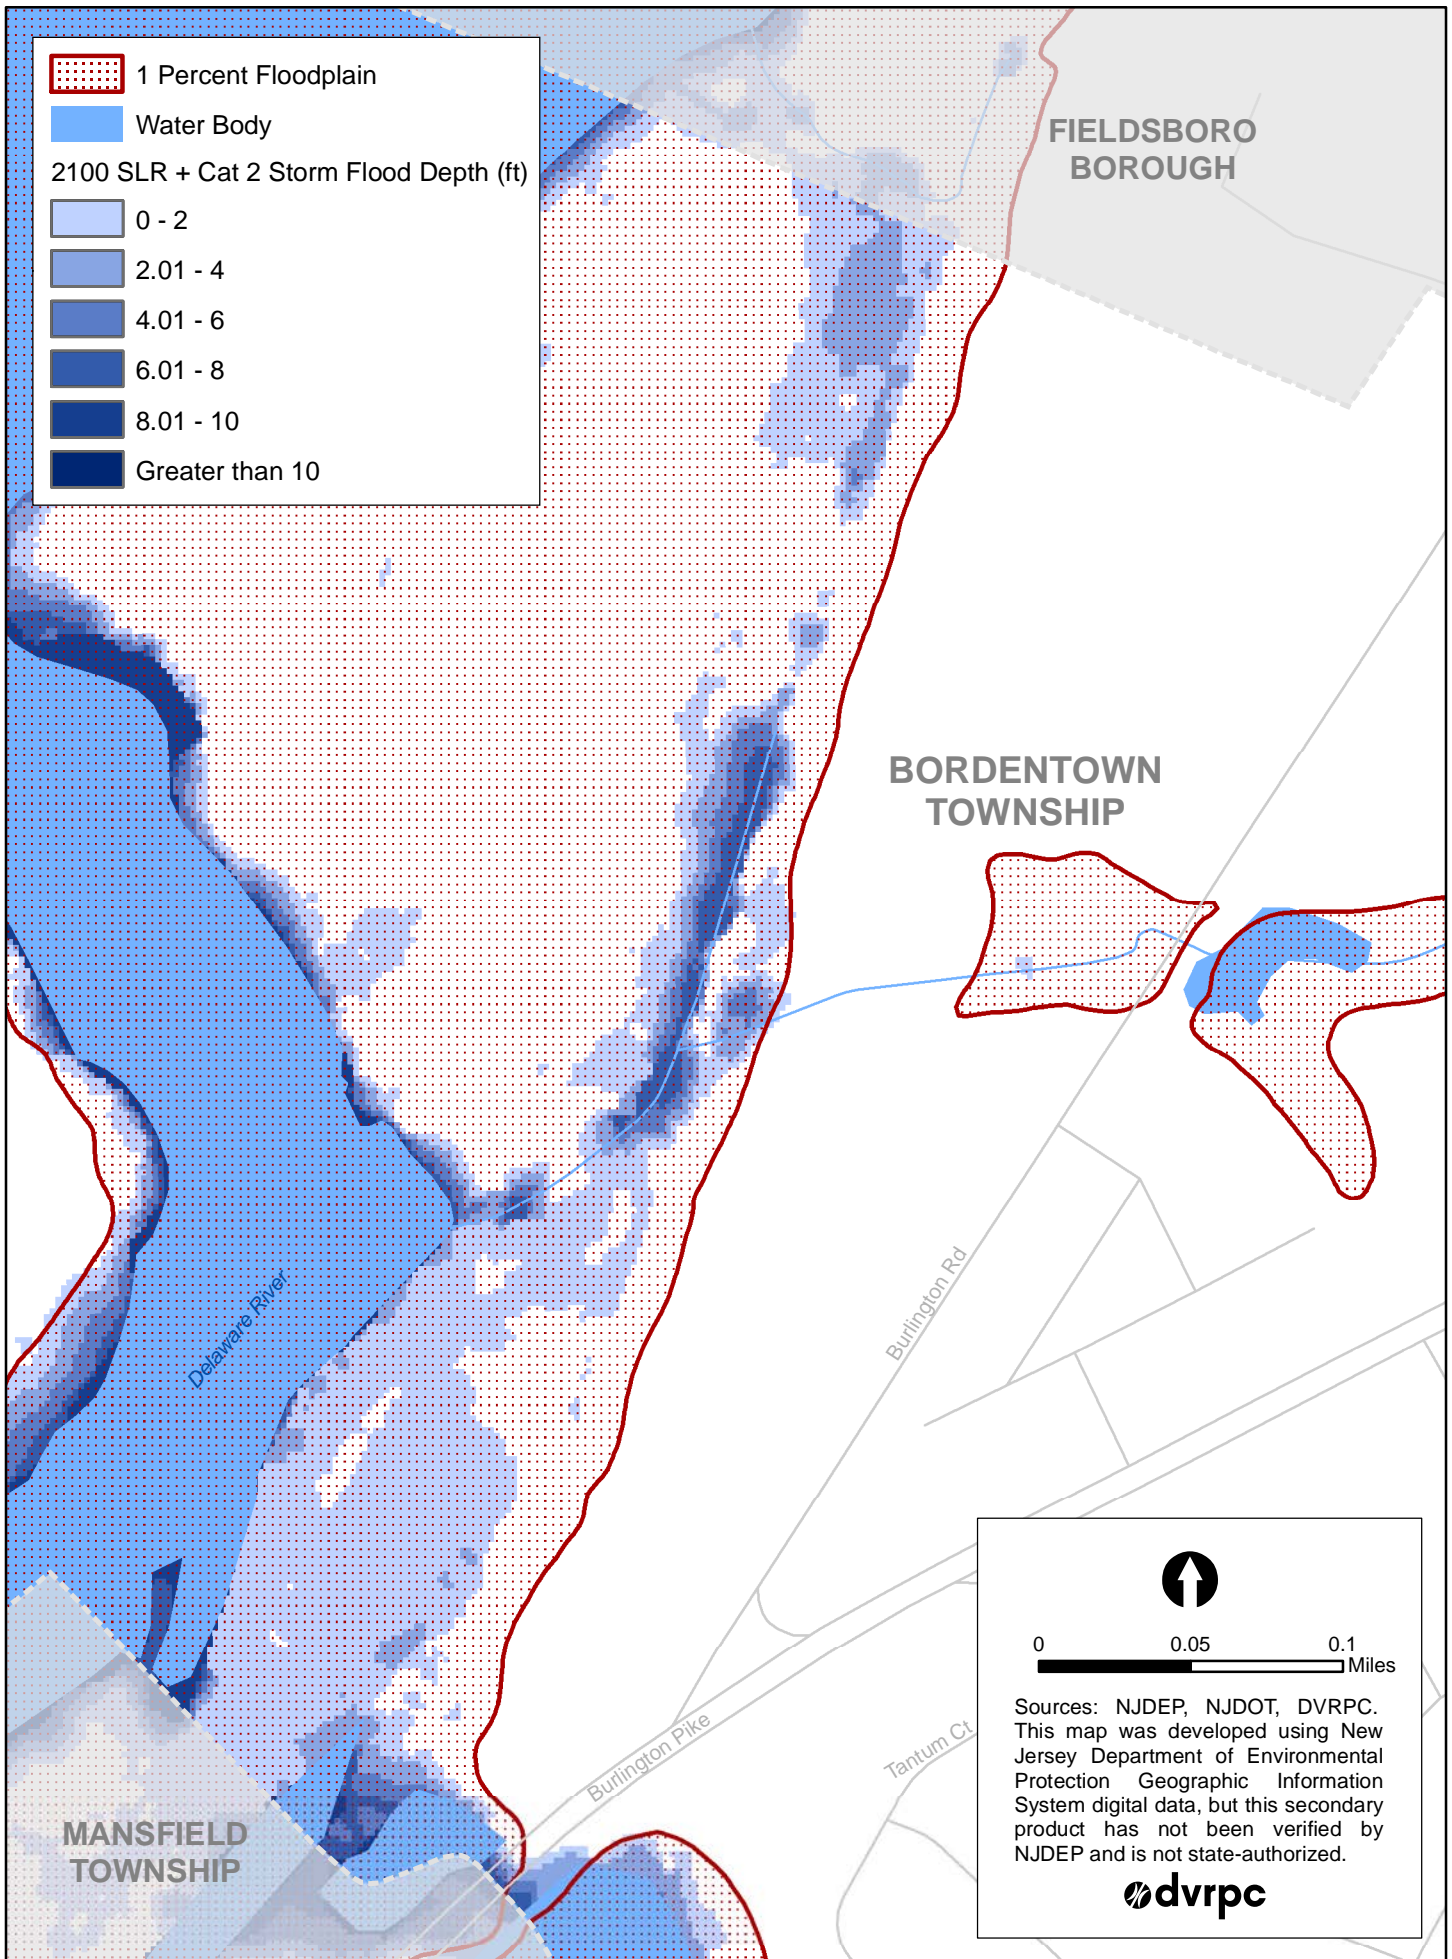 1 Percent Floodplain
Water Body
2100 SLR + Cat 2 Storm Flood Depth (ft)
0 - 2
2.01 - 4
4.01 - 6
6.01 - 8
8.01 - 10
Greater than 10
FIELDSBORO
BOROUGH
BORDENTOWN
TOWNSHIP
Delaware River
Burlington Rd
Burlington Pike
Tantum Ct
MANSFIELD
TOWNSHIP
0 0.05 0.1
Miles
Sources: NJDEP, NJDOT, DVRPC.
This map was developed using New
Jersey Department of Environmental
Protection Geographic Information
System digital data, but this secondary
product has not been verified by
NJDEP and is not state-authorized.
dvrpc